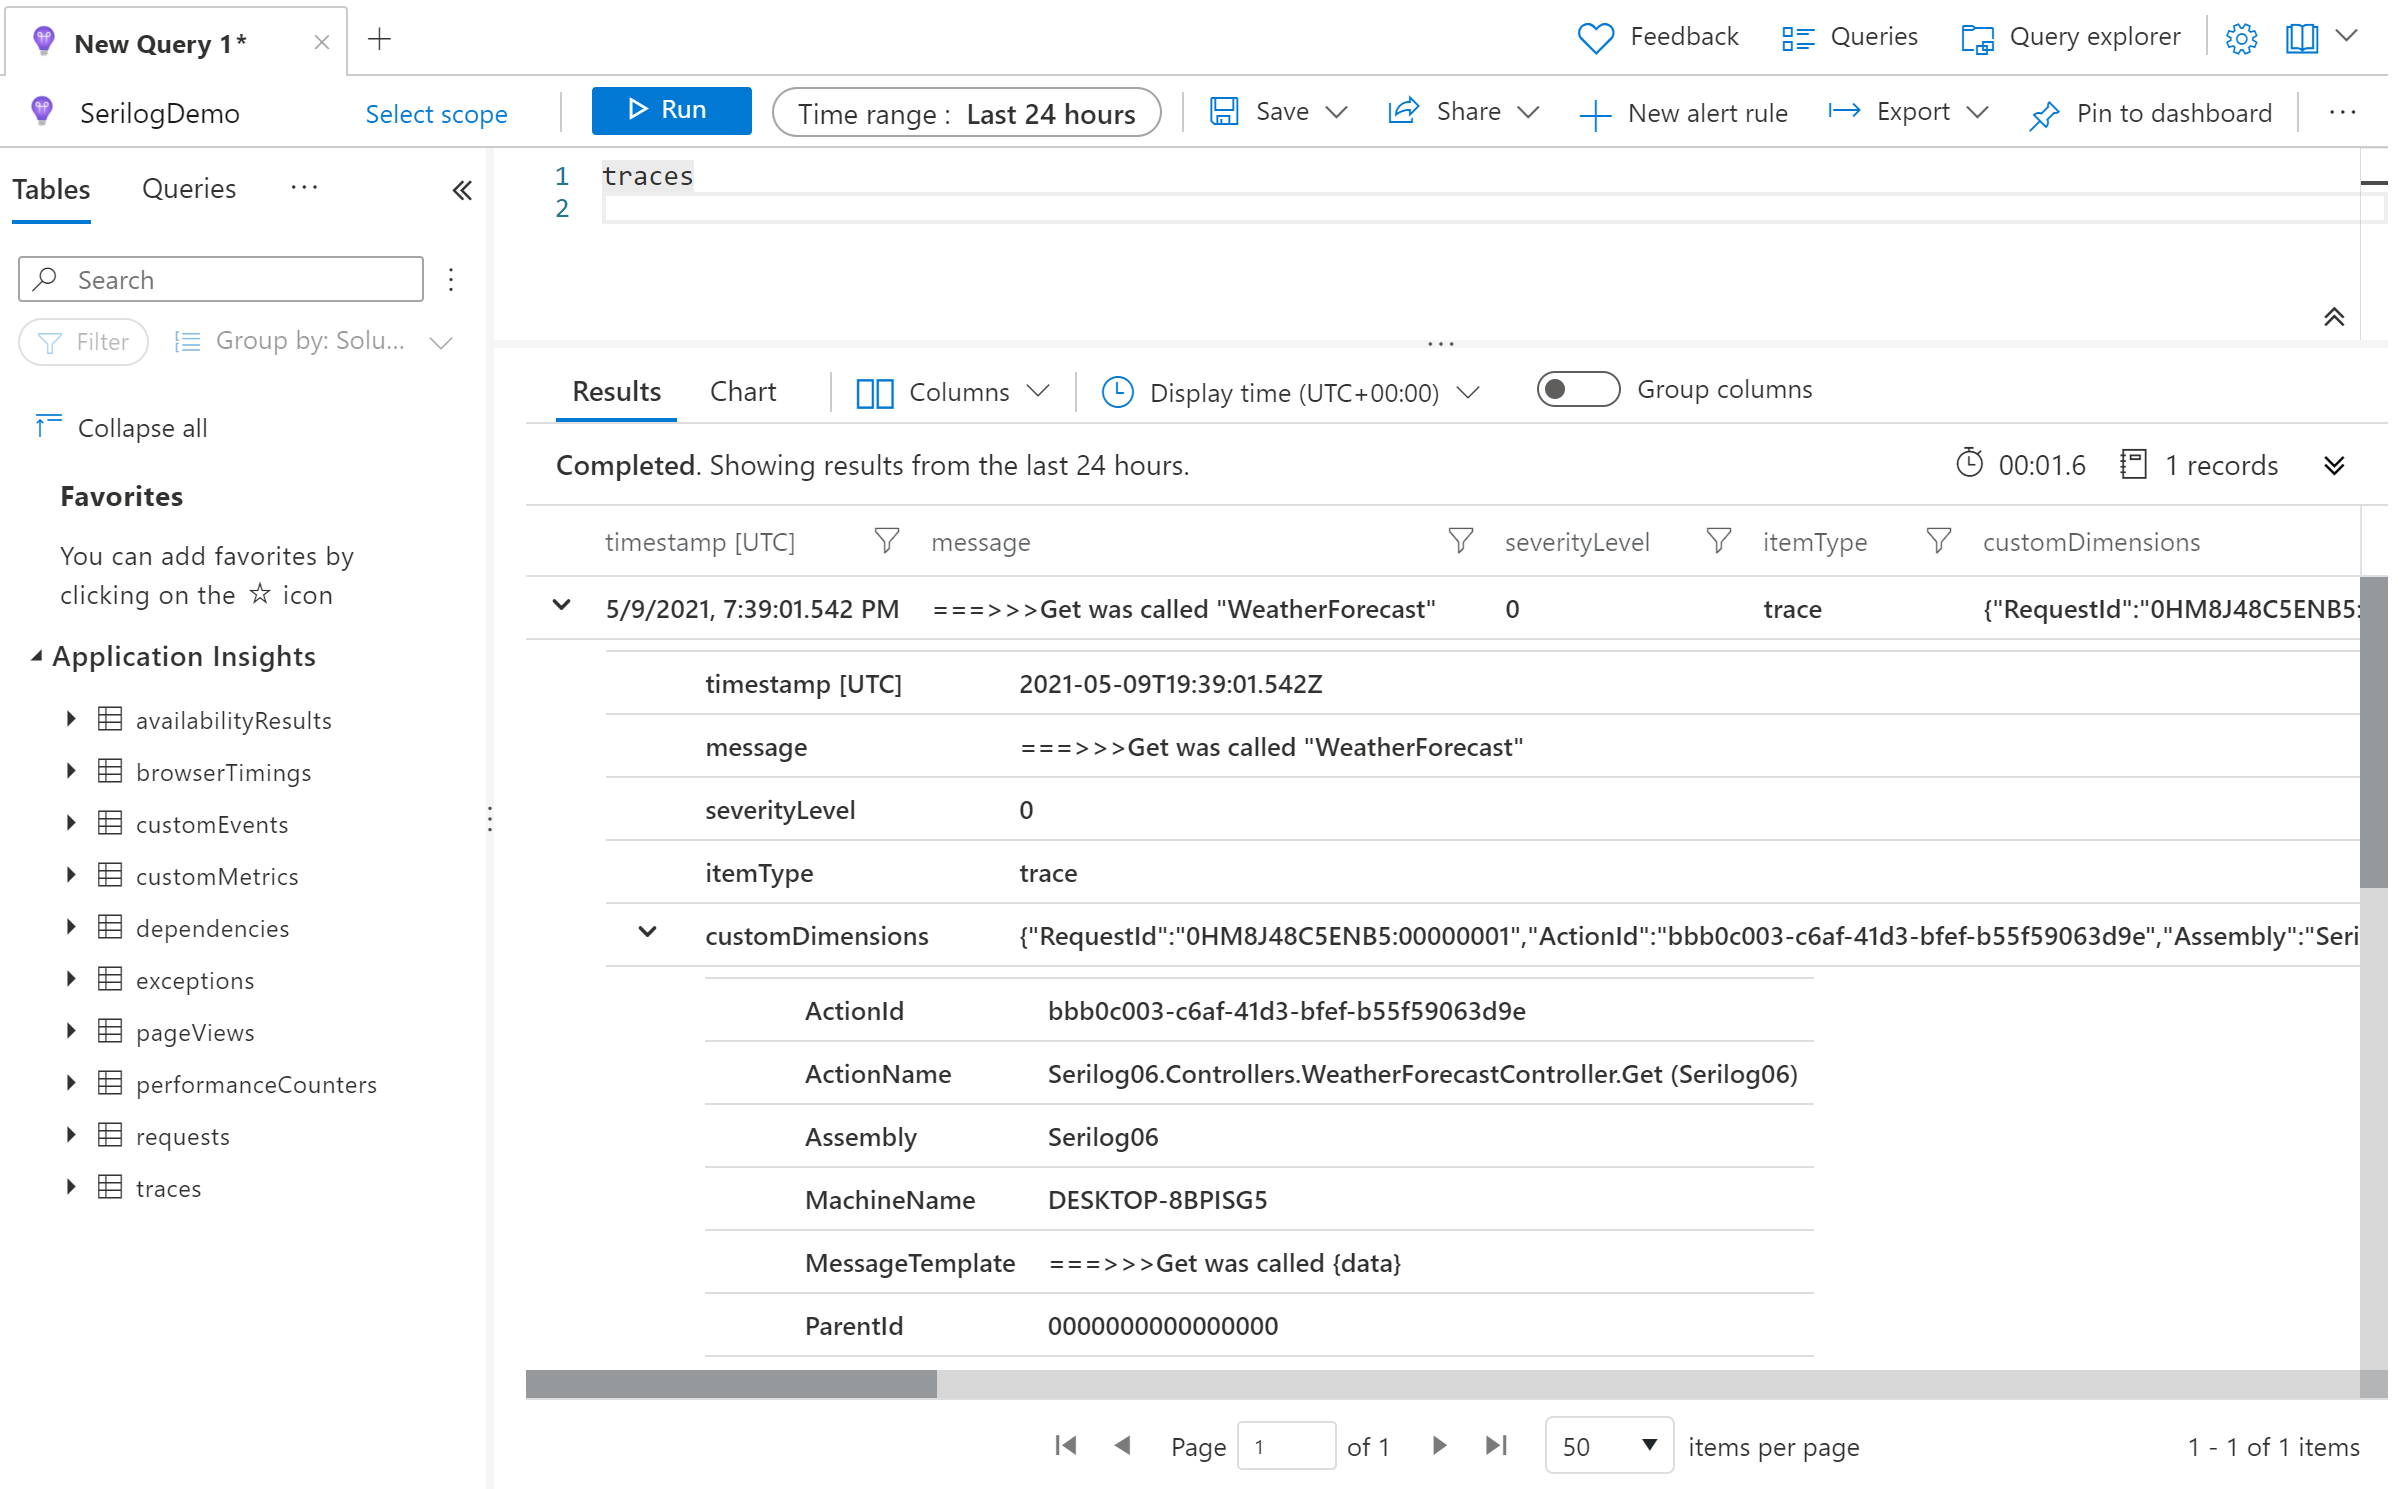 New Query 1*
Feedback Queries Query explorer
SerilogDemo Select scope Run Time range : Last 24 hours Save Share New alert rule Export Pin to dashboard ...
Tables Queries ...
1 traces
2
Search
Filter Group by: Solu...
Collapse all
Favorites
You can add favorites by
clicking on the ☆ icon
Application Insights
availabilityResults
browserTimings
customEvents
customMetrics
dependencies
exceptions
pageViews
performanceCounters
requests
traces
Results Chart Columns Display time (UTC+00:00) Group columns
Completed. Showing results from the last 24 hours. 00:01.6 1 records
timestamp [UTC] message severityLevel itemType customDimensions
5/9/2021, 7:39:01.542 PM ===>>>Get was called "WeatherForecast" 0 trace {"RequestId":"0HM8J48C5ENB5:
timestamp [UTC] 2021-05-09T19:39:01.542Z
message ===>>>Get was called "WeatherForecast"
severityLevel 0
itemType trace
customDimensions {"RequestId":"0HM8J48C5ENB5:00000001","ActionId":"bbb0c003-c6af-41d3-bfef-b55f59063d9e","Assembly":"Seri
ActionId bbb0c003-c6af-41d3-bfef-b55f59063d9e
ActionName Serilog06.Controllers.WeatherForecastController.Get (Serilog06)
Assembly Serilog06
MachineName DESKTOP-8BPISG5
MessageTemplate ===>>>Get was called {data}
ParentId 0000000000000000
Page 1 of 1 50 items per page 1 - 1 of 1 items